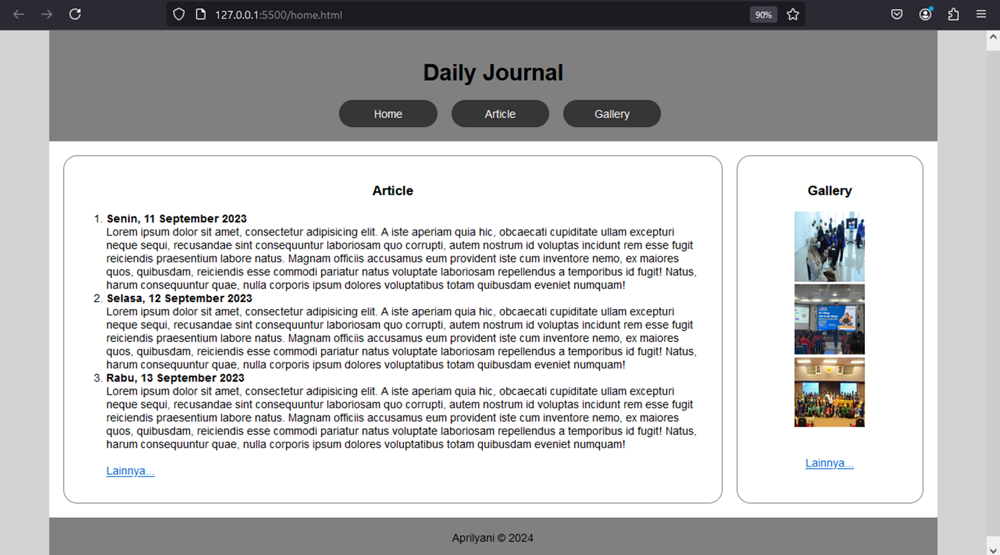 127.0.0.1:5500/home.html
90%
Daily Journal
Home
Article
Gallery
Article
1. Senin, 11 September 2023
Lorem ipsum dolor sit amet, consectetur adipisicing elit. A iste aperiam quia hic, obcaecati cupiditate ullam excepturi
neque sequi, recusandae sint consequuntur laboriosam quo corrupti, autem nostrum id voluptas incidunt rem esse fugit
reiciendis praesentium labore natus. Magnam officiis accusamus eum provident iste cum inventore nemo, ex maiores
quos, quibusdam, reiciendis esse commodi pariatur natus voluptate laboriosam repellendus a temporibus id fugit! Natus,
harum consequuntur quae, nulla corporis ipsum dolores voluptatibus totam quibusdam eveniet numquam!
2. Selasa, 12 September 2023
Lorem ipsum dolor sit amet, consectetur adipisicing elit. A iste aperiam quia hic, obcaecati cupiditate ullam excepturi
neque sequi, recusandae sint consequuntur laboriosam quo corrupti, autem nostrum id voluptas incidunt rem esse fugit
reiciendis praesentium labore natus. Magnam officiis accusamus eum provident iste cum inventore nemo, ex maiores
quos, quibusdam, reiciendis esse commodi pariatur natus voluptate laboriosam repellendus a temporibus id fugit! Natus,
harum consequuntur quae, nulla corporis ipsum dolores voluptatibus totam quibusdam eveniet numquam!
3. Rabu, 13 September 2023
Lorem ipsum dolor sit amet, consectetur adipisicing elit. A iste aperiam quia hic, obcaecati cupiditate ullam excepturi
neque sequi, recusandae sint consequuntur laboriosam quo corrupti, autem nostrum id voluptas incidunt rem esse fugit
reiciendis praesentium labore natus. Magnam officiis accusamus eum provident iste cum inventore nemo, ex maiores
quos, quibusdam, reiciendis esse commodi pariatur natus voluptate laboriosam repellendus a temporibus id fugit! Natus,
harum consequuntur quae, nulla corporis ipsum dolores voluptatibus totam quibusdam eveniet numquam!
Lainnya...
Gallery
Lainnya...
Aprilyani © 2024